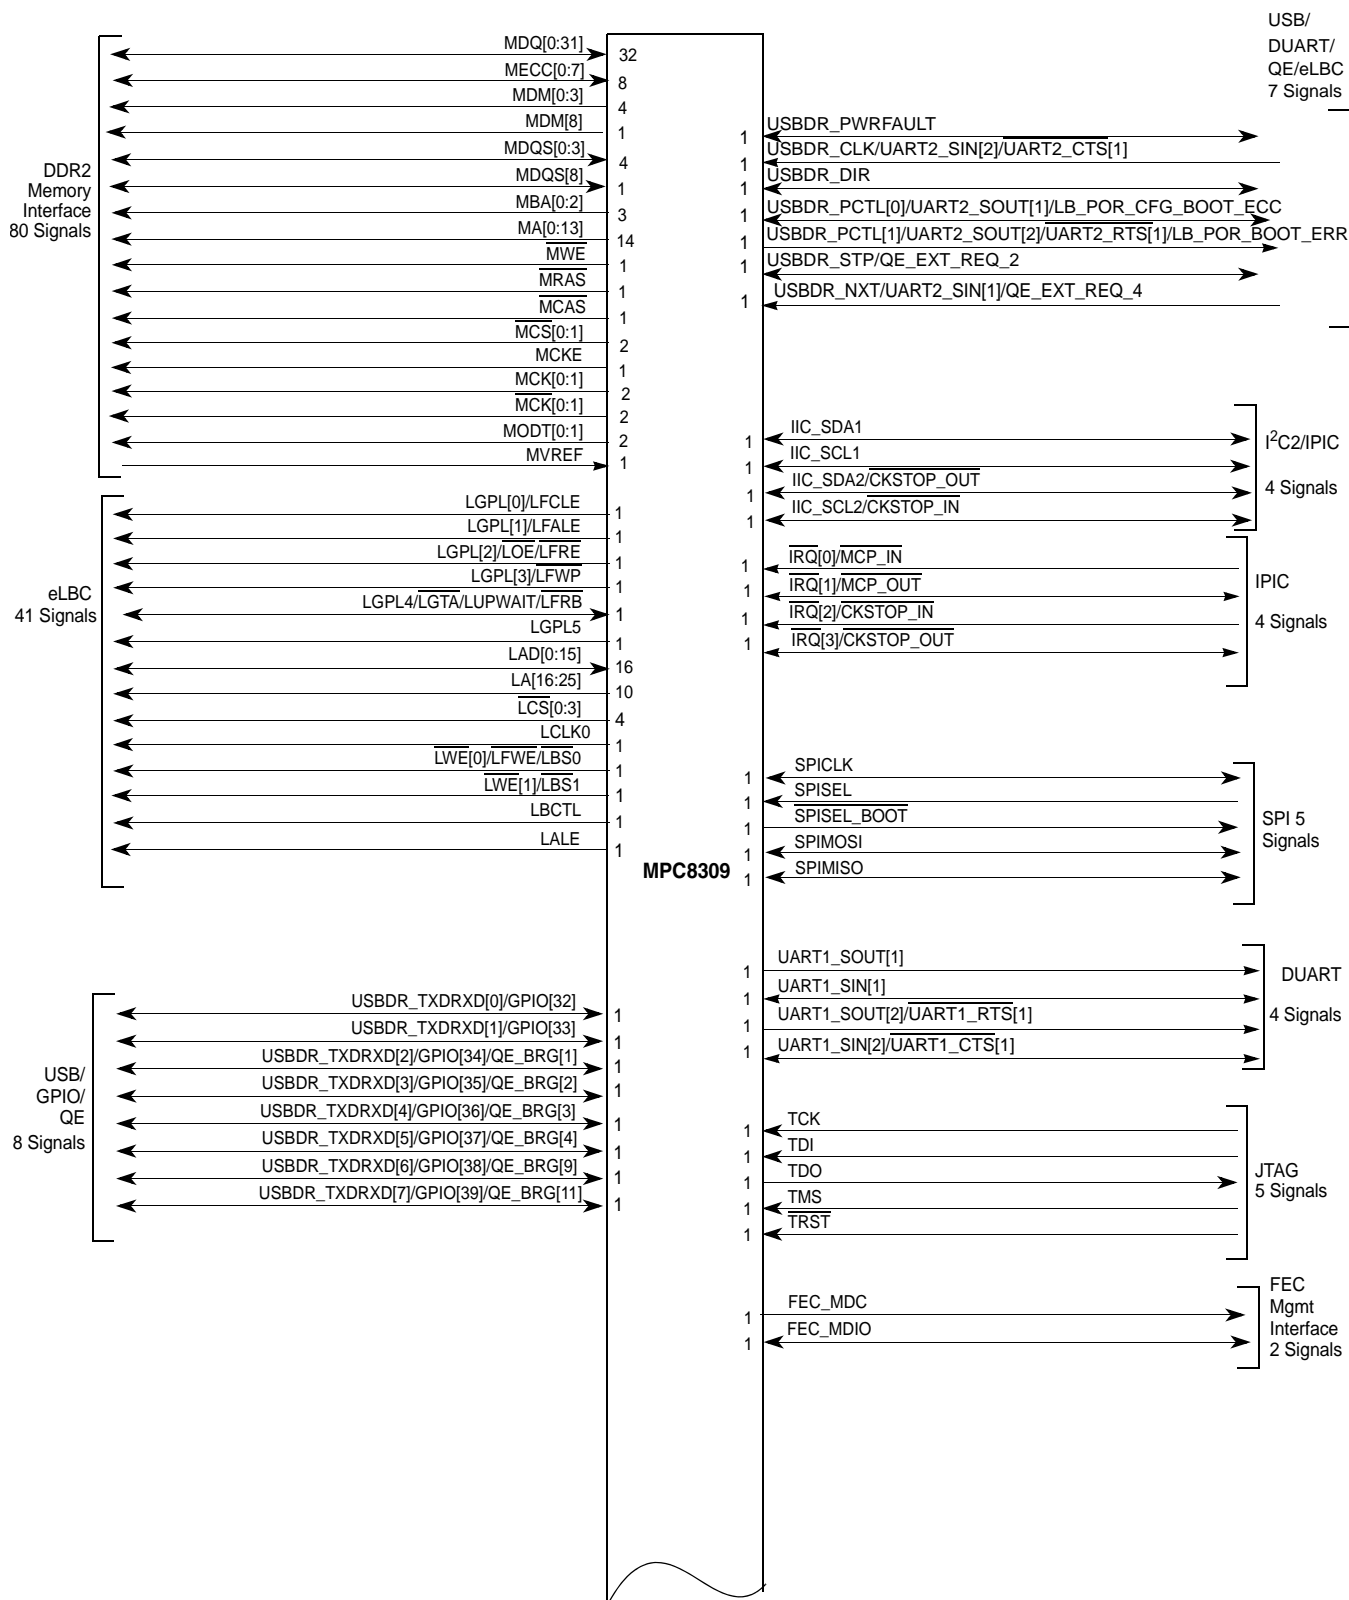 MDQ[0:31]
32
MECC[0:7]
8
MDM[0:3]
4
MDM[8]
1
MDQS[0:3]
4
MDQS[8]
1
MBA[0:2]
3
MA[0:13]
14
MWE
1
MRAS
1
MCAS
1
MCS[0:1]
2
MCKE
1
MCK[0:1]
2
MCK[0:1]
2
MODT[0:1]
2
MVREF
1
DDR2
Memory
Interface
80 Signals
LGPL[0]/LFCLE
1
LGPL[1]/LFALE
1
LGPL[2]/LOE/LFRE
1
LGPL[3]/LFWP
1
LGPL4/LGTA/LUPWAIT/LFRB
1
LGPL5
1
LAD[0:15]
16
LA[16:25]
10
LCS[0:3]
4
LCLK0
1
LWE[0]/LFWE/LBS0
1
LWE[1]/LBS1
1
LBCTL
1
LALE
1
eLBC
41 Signals
USBDR_TXDRXD[0]/GPIO[32]
1
USBDR_TXDRXD[1]/GPIO[33]
1
USBDR_TXDRXD[2]/GPIO[34]/QE_BRG[1]
1
USBDR_TXDRXD[3]/GPIO[35]/QE_BRG[2]
1
USBDR_TXDRXD[4]/GPIO[36]/QE_BRG[3]
1
USBDR_TXDRXD[5]/GPIO[37]/QE_BRG[4]
1
USBDR_TXDRXD[6]/GPIO[38]/QE_BRG[9]
1
USBDR_TXDRXD[7]/GPIO[39]/QE_BRG[11]
1
USB/
GPIO/
QE
8 Signals
MPC8309
USB/
DUART/
QE/eLBC
7 Signals
USBDR_PWRFAULT
1
USBDR_CLK/UART2_SIN[2]/UART2_CTS[1]
1
USBDR_DIR
1
USBDR_PCTL[0]/UART2_SOUT[1]/LB_POR_CFG_BOOT_ECC
1
USBDR_PCTL[1]/UART2_SOUT[2]/UART2_RTS[1]/LB_POR_BOOT_ERR
1
USBDR_STP/QE_EXT_REQ_2
1
USBDR_NXT/UART2_SIN[1]/QE_EXT_REQ_4
1
IIC_SDA1
1
IIC_SCL1
1
IIC_SDA2/CKSTOP_OUT
1
IIC_SCL2/CKSTOP_IN
1
I2C2/IPIC
4 Signals
IRQ[0]/MCP_IN
1
IRQ[1]/MCP_OUT
1
IRQ[2]/CKSTOP_IN
1
IRQ[3]/CKSTOP_OUT
1
IPIC
4 Signals
SPICLK
1
SPISEL
1
SPISEL_BOOT
1
SPIMOSI
1
SPIMISO
1
SPI 5
Signals
UART1_SOUT[1]
1
UART1_SIN[1]
1
UART1_SOUT[2]/UART1_RTS[1]
1
UART1_SIN[2]/UART1_CTS[1]
1
DUART
4 Signals
TCK
1
TDI
1
TDO
1
TMS
1
TRST
1
JTAG
5 Signals
FEC_MDC
1
FEC_MDIO
1
FEC
Mgmt
Interface
2 Signals